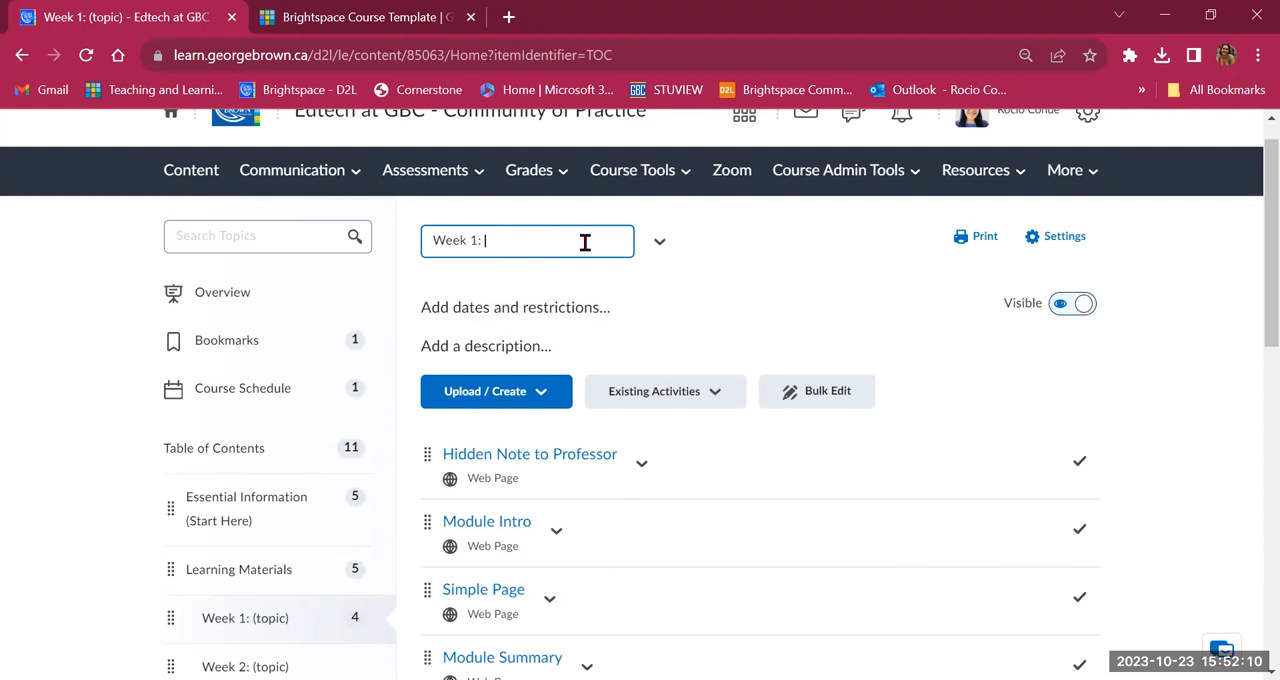 Week 1: (topic) - Edtech at GBC
Brightspace Course Template | G
learn.georgebrown.ca/d2l/le/content/85063/Home?itemIdentifier=TOC
Gmail
Teaching and Learni...
Brightspace - D2L
Cornerstone
Home | Microsoft 3...
GBC STUVIEW
D2L Brightspace Comm...
Outlook - Rocio Co...
»
All Bookmarks
Edtech at GBC - Community of Practice
Rocio Conde
Content
Communication
Assessments
Grades
Course Tools
Zoom
Course Admin Tools
Resources
More
Search Topics
Week 1:
Print
Settings
Overview
Add dates and restrictions...
Visible
Bookmarks 1
Add a description...
Course Schedule 1
Upload / Create
Existing Activities
Bulk Edit
Table of Contents 11
Hidden Note to Professor
Web Page
Essential Information 5
(Start Here)
Module Intro
Web Page
Learning Materials 5
Simple Page
Web Page
Week 1: (topic) 4
Module Summary
Week 2: (topic)
2023-10-23 15:52:10